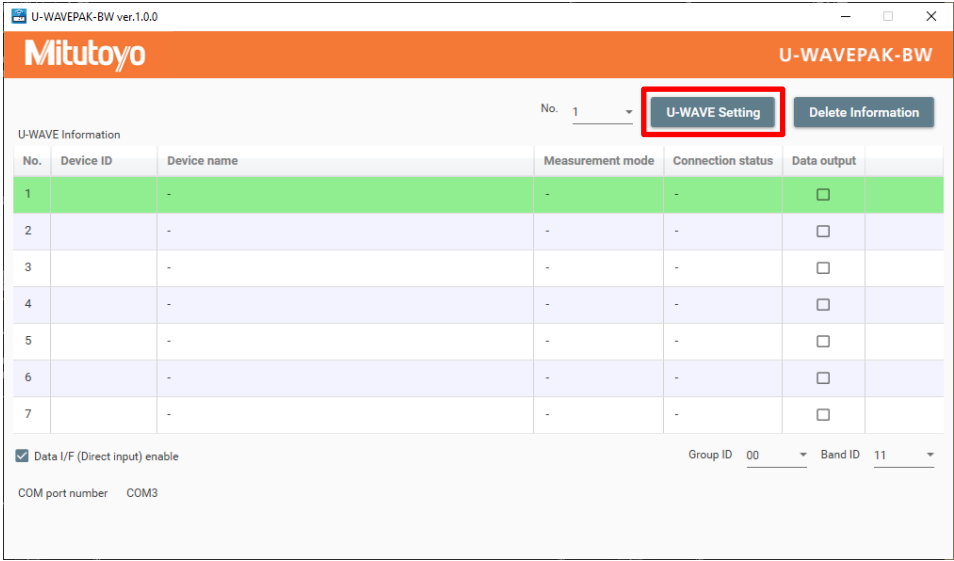 U-WAVEPAK-BW ver.1.0.0
Mitutoyo
U-WAVEPAK-BW
No. 1 U-WAVE Setting Delete Information
U-WAVE Information
No. Device ID Device name Measurement mode Connection status Data output
1 - - -
2 - - -
3 - - -
4 - - -
5 - - -
6 - - -
7 - - -
Data I/F (Direct input) enable Group ID 00 Band ID 11
COM port number COM3